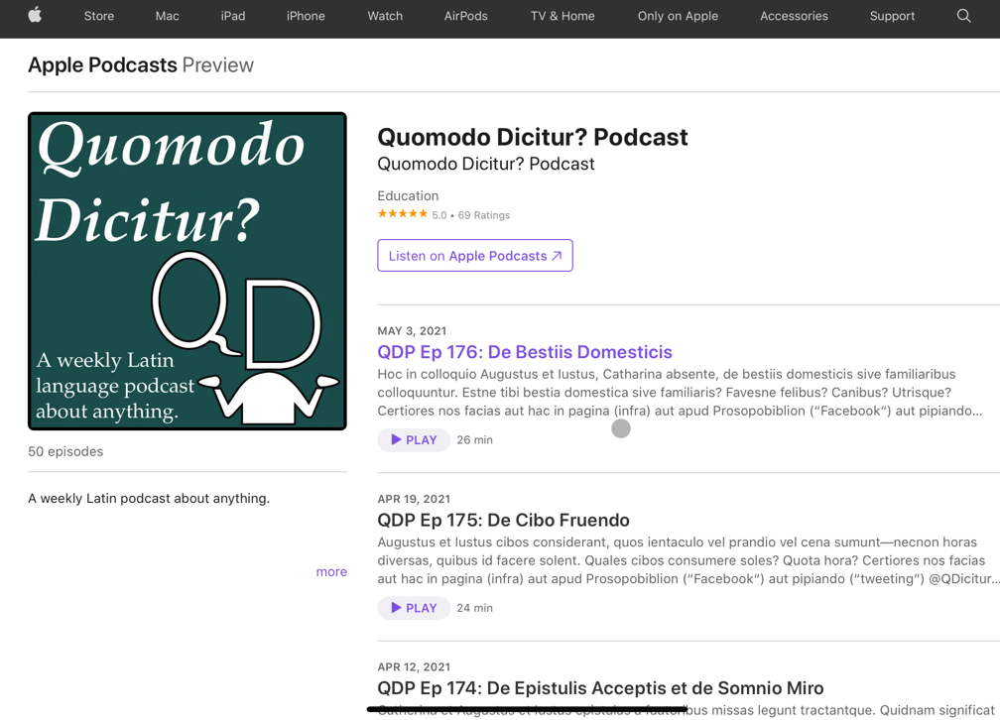 Store Mac iPad iPhone Watch AirPods TV & Home Only on Apple Accessories Support
Apple Podcasts Preview
Quomodo
Dicitur?
QD
A weekly Latin
language podcast
about anything.
50 episodes
A weekly Latin podcast about anything.
more
Quomodo Dicitur? Podcast
Quomodo Dicitur? Podcast
Education
★★★★★ 5.0 • 69 Ratings
Listen on Apple Podcasts ↗
MAY 3, 2021
QDP Ep 176: De Bestiis Domesticis
Hoc in colloquio Augustus et Iustus, Catharina absente, de bestiis domesticis sive familiaribus
colloquuntur. Estne tibi bestia domestica sive familiaris? Favesne felibus? Canibus? Utrisque?
Certiores nos facias aut hac in pagina (infra) aut apud Prosopobiblion (“Facebook“) aut pipiando...
PLAY 26 min
APR 19, 2021
QDP Ep 175: De Cibo Fruendo
Augustus et Iustus cibos considerant, quos ientaculo vel prandio vel cena sumunt—necnon horas
diversas, quibus id facere solent. Quales cibos consumere soles? Quota hora? Certiores nos facias
aut hac in pagina (infra) aut apud Prosopobiblion (“Facebook“) aut pipiando (“tweeting”) @QDicitur...
PLAY 24 min
APR 12, 2021
QDP Ep 174: De Epistulis Acceptis et de Somnio Miro
Catharina et Augustus et Iustus epistulas a fautoribus missas legunt tractantque. Quidnam significat